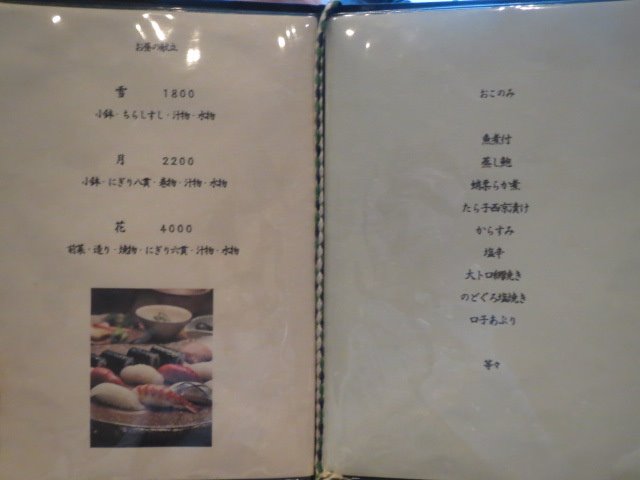 お昼の献立
雪 1800
小鉢・ちらしずし・汁物・水物
月 2200
小鉢・にぎり八貫・巻物・汁物・水物
花 4000
前菜・造り・焼物・にぎり六貫・汁物・水物
おこのみ
魚煮付
蒸し鮑
蛸柔らか煮
たら子西京漬け
からすみ
塩辛
大トロ網焼き
のどぐろ塩焼き
口子あぶり
等々